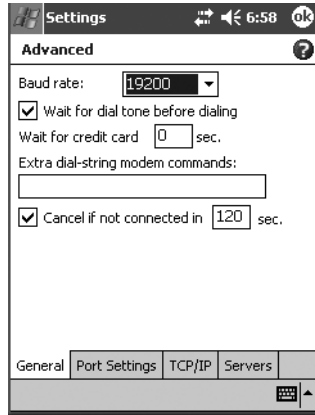 Settings 6:58 ok
Advanced ?
Baud rate: 19200
Wait for dial tone before dialing
Wait for credit card 0 sec.
Extra dial-string modem commands:
Cancel if not connected in 120 sec.
General Port Settings TCP/IP Servers